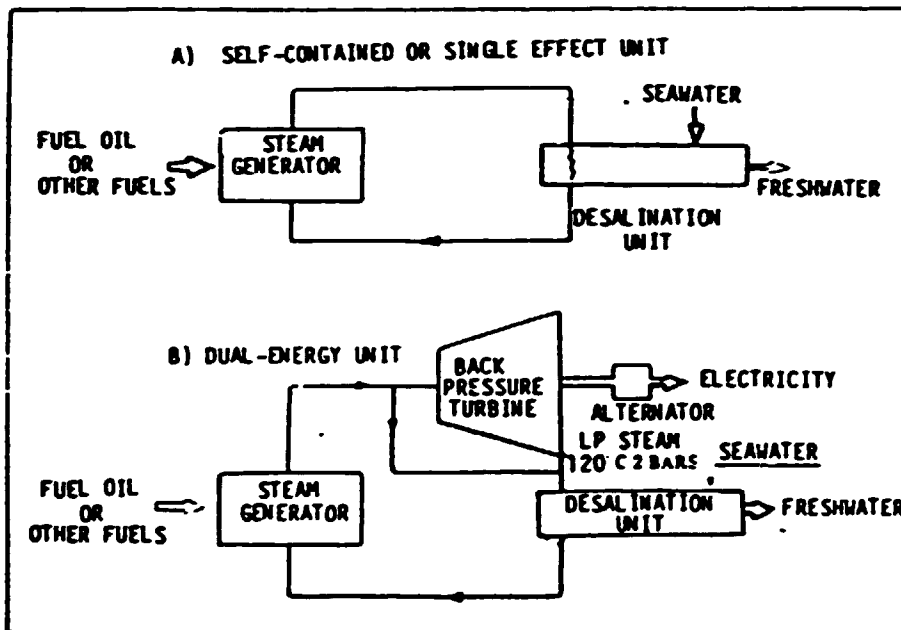 A) SELF-CONTAINED OR SINGLE EFFECT UNIT
SEAWATER
FUEL OIL
OR
OTHER FUELS
STEAM
GENERATOR
FRESHWATER
DESALINATION
UNIT
B) DUAL-ENERGY UNIT
BACK
PRESSURE
TURBINE
ELECTRICITY
ALTERNATOR
LP STEAM
120 C 2 BARS
SEAWATER
FUEL OIL
OR
OTHER FUELS
STEAM
GENERATOR
DESALINATION
UNIT
FRESHWATER